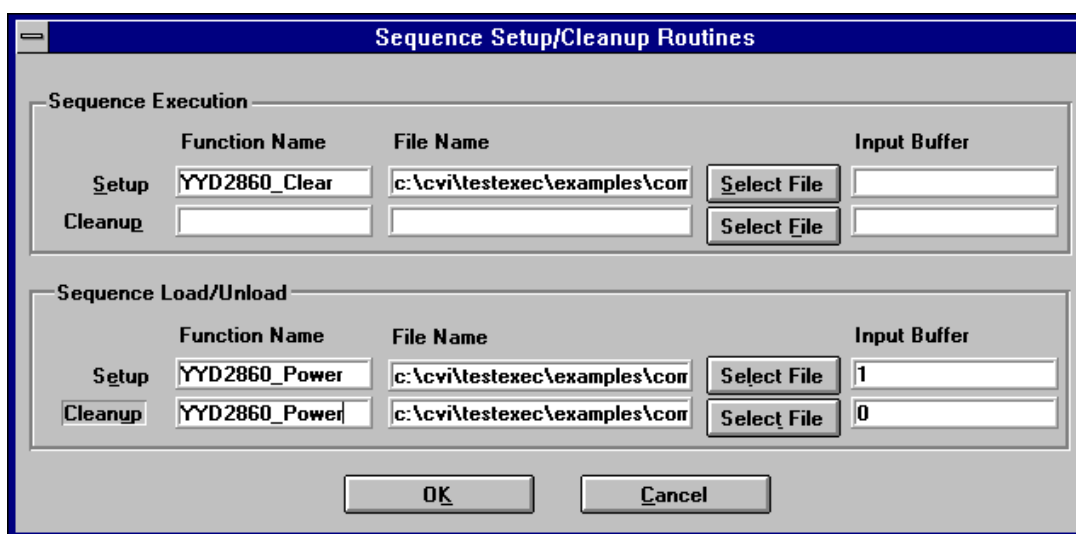 Sequence Setup/Cleanup Routines
Sequence Execution
Function Name File Name Input Buffer
Setup YYD2860_Clear c:\cvi\testexec\examples\com Select File
Cleanup Select File
Sequence Load/Unload
Function Name File Name Input Buffer
Setup YYD2860_Power c:\cvi\testexec\examples\com Select File 1
Cleanup YYD2860_Power c:\cvi\testexec\examples\com Select File 0
OK Cancel